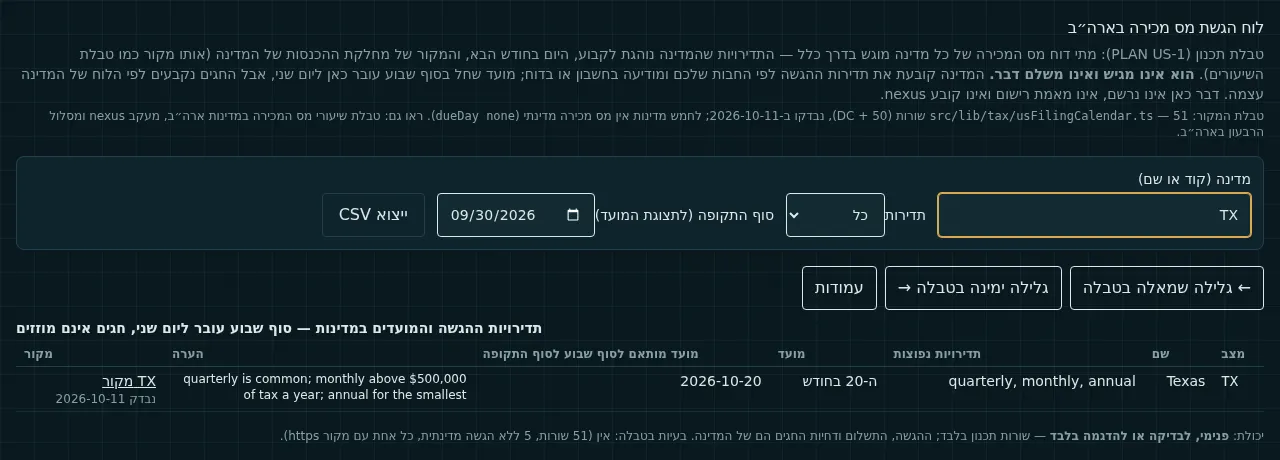 לוח הגשת מס מכירה בארה״ב
טבלת תכנון (PLAN US-1): מתי דוח מס המכירה של כל מדינה מוגש בדרך כלל — התדירויות שהמדינה נוהגת לקבוע, היום בחודש הבא, והמקור של מחלקת ההכנסות של המדינה (אותו מקור כמו טבלת
השיעורים). הוא אינו מגיש ואינו משלם דבר. המדינה קובעת את תדירות ההגשה לפי החבות שלכם ומודיעה בחשבון או בדוח; מועד שחל בסוף שבוע עובר כאן ליום שני, אבל החגים נקבעים לפי הלוח של המדינה
עצמה. דבר כאן אינו נרשם, אינו מאמת רישום ואינו קובע nexus.
טבלת המקור: src/lib/tax/usFilingCalendar.ts — 51 שורות (50 + DC), נבדקו ב-2026-10-11; לחמש מדינות אין מס מכירה מדינתי (dueDay none). ראו גם: טבלת שיעורי מס המכירה במדינות ארה״ב, מעקב nexus ומסלול
הרבעון בארה״ב.
מדינה (קוד או שם)
TX
תדירות
כל
סוף התקופה (לתצוגת המועד)
09/30/2026
ייצוא CSV
← גלילה שמאלה בטבלה
גלילה ימינה בטבלה →
עמודות
תדירויות ההגשה והמועדים במדינות — סוף שבוע עובר ליום שני, חגים אינם מוזזים
מצב שם תדירויות נפוצות מועד מועד מותאם לסוף שבוע לסוף התקופה הערה מקור
TX Texas quarterly, monthly, annual ה-20 בחודש 2026-10-20 quarterly is common; monthly above $500,000 TX מקור
of tax a year; annual for the smallest נבדק 2026-10-11
יכולת: פנימי, לבדיקה או להדגמה בלבד — שורות תכנון בלבד; ההגשה, התשלום ודחיות החגים הם של המדינה. בעיות בטבלה: אין (51 שורות, 5 ללא הגשה מדינתית, כל אחת עם מקור https).